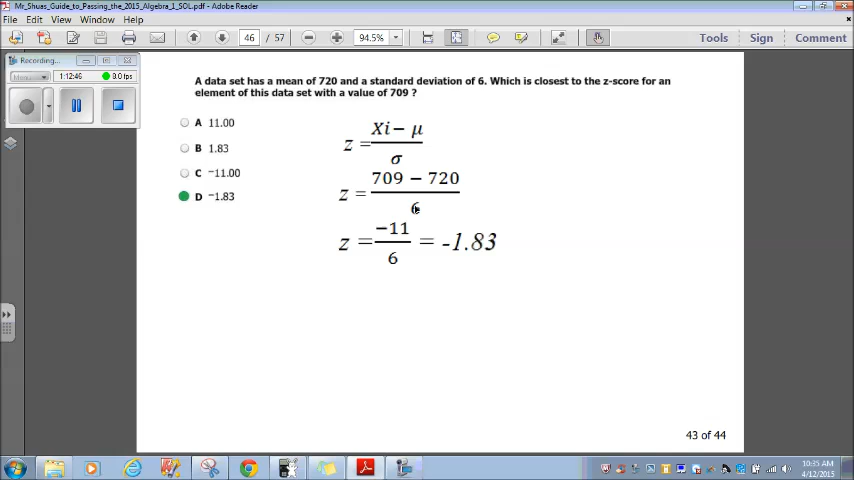 Mr_Shuas_Guide_to_Passing_the_2015_Algebra_1_SOL.pdf - Adobe Reader
File Edit View Window Help
46 / 57 94.5% Tools Sign Comment
Recording...
Menu 1:12:46 0.0 fps
A data set has a mean of 720 and a standard deviation of 6. Which is closest to the z-score for an
element of this data set with a value of 709 ?
A 11.00
B 1.83
C ⁻11.00
D ⁻1.83
z = Xi − μ / σ
z = 709 − 720 / 6
z = −11 / 6 = -1.83
43 of 44
10:35 AM
4/12/2015